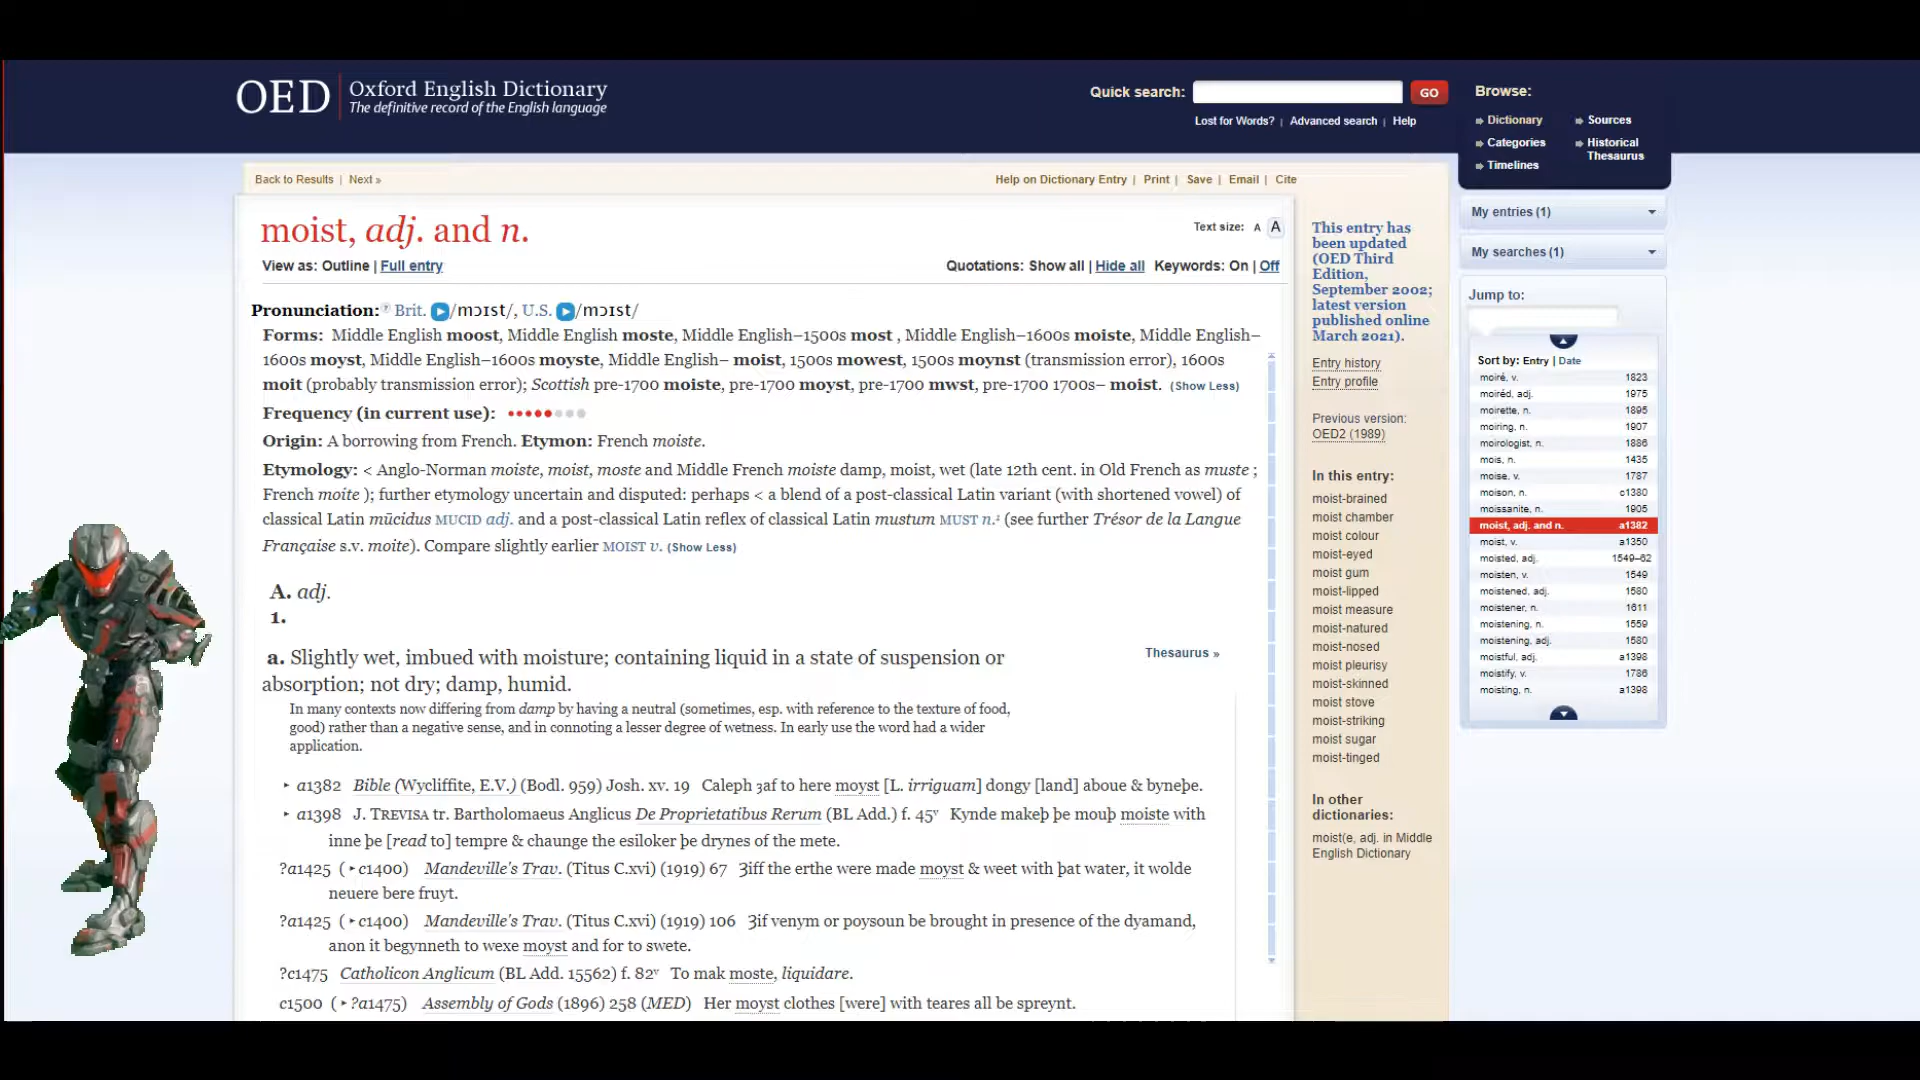 OED Oxford English Dictionary
The definitive record of the English language
Quick search: GO
Lost for Words? | Advanced search | Help
Browse:
Dictionary
Categories
Timelines
Sources
Historical
Thesaurus
Back to Results | Next »
Help on Dictionary Entry | Print | Save | Email | Cite
moist, adj. and n.
Text size: A A
View as: Outline | Full entry
Quotations: Show all | Hide all Keywords: On | Off
Pronunciation: ? Brit. /mɔɪst/, U.S. /mɔɪst/
Forms: Middle English moost, Middle English moste, Middle English–1500s most , Middle English–1600s moiste, Middle English–
1600s moyst, Middle English–1600s moyste, Middle English– moist, 1500s mowest, 1500s moynst (transmission error), 1600s
moit (probably transmission error); Scottish pre-1700 moiste, pre-1700 moyst, pre-1700 mwst, pre-1700 1700s– moist. (Show Less)
Frequency (in current use):
Origin: A borrowing from French. Etymon: French moiste.
Etymology: < Anglo-Norman moiste, moist, moste and Middle French moiste damp, moist, wet (late 12th cent. in Old French as muste ;
French moite ); further etymology uncertain and disputed: perhaps < a blend of a post-classical Latin variant (with shortened vowel) of
classical Latin mūcidus MUCID adj. and a post-classical Latin reflex of classical Latin mustum MUST n.² (see further Trésor de la Langue
Française s.v. moite). Compare slightly earlier MOIST v. (Show Less)
A. adj.
1.
a. Slightly wet, imbued with moisture; containing liquid in a state of suspension or
absorption; not dry; damp, humid.
Thesaurus »
In many contexts now differing from damp by having a neutral (sometimes, esp. with reference to the texture of food,
good) rather than a negative sense, and in connoting a lesser degree of wetness. In early use the word had a wider
application.
a1382 Bible (Wycliffite, E.V.) (Bodl. 959) Josh. xv. 19 Caleph ȝaf to here moyst [L. irriguam] dongy [land] aboue & byneþe.
a1398 J. TREVISA tr. Bartholomaeus Anglicus De Proprietatibus Rerum (BL Add.) f. 45ᵛ Kynde makeþ þe mouþ moiste with
inne þe [read to] tempre & chaunge the esiloker þe drynes of the mete.
?a1425 (‣c1400) Mandeville's Trav. (Titus C.xvi) (1919) 67 Ȝiff the erthe were made moyst & weet with þat water, it wolde
neuere bere fruyt.
?a1425 (‣c1400) Mandeville's Trav. (Titus C.xvi) (1919) 106 Ȝif venym or poysoun be brought in presence of the dyamand,
anon it begynneth to wexe moyst and for to swete.
?c1475 Catholicon Anglicum (BL Add. 15562) f. 82ᵛ To mak moste, liquidare.
c1500 (‣?a1475) Assembly of Gods (1896) 258 (MED) Her moyst clothes [were] with teares all be spreynt.
This entry has
been updated
(OED Third
Edition,
September 2002;
latest version
published online
March 2021).
Entry history
Entry profile
Previous version:
OED2 (1989)
In this entry:
moist-brained
moist chamber
moist colour
moist-eyed
moist gum
moist-lipped
moist measure
moist-natured
moist-nosed
moist pleurisy
moist-skinned
moist stove
moist-striking
moist sugar
moist-tinged
In other
dictionaries:
moist(e, adj. in Middle
English Dictionary
My entries (1)
My searches (1)
Jump to:
Sort by: Entry | Date
moiré, v. 1823
moiréd, adj. 1975
moirette, n. 1895
moiring, n. 1907
moirologist, n. 1886
mois, n. 1435
moise, v. 1787
moison, n. c1380
moissanite, n. 1905
moist, adj. and n. a1382
moist, v. a1350
moisted, adj. 1549–62
moisten, v. 1549
moistened, adj. 1580
moistener, n. 1611
moistening, n. 1559
moistening, adj. 1580
moistful, adj. a1398
moistify, v. 1786
moisting, n. a1398